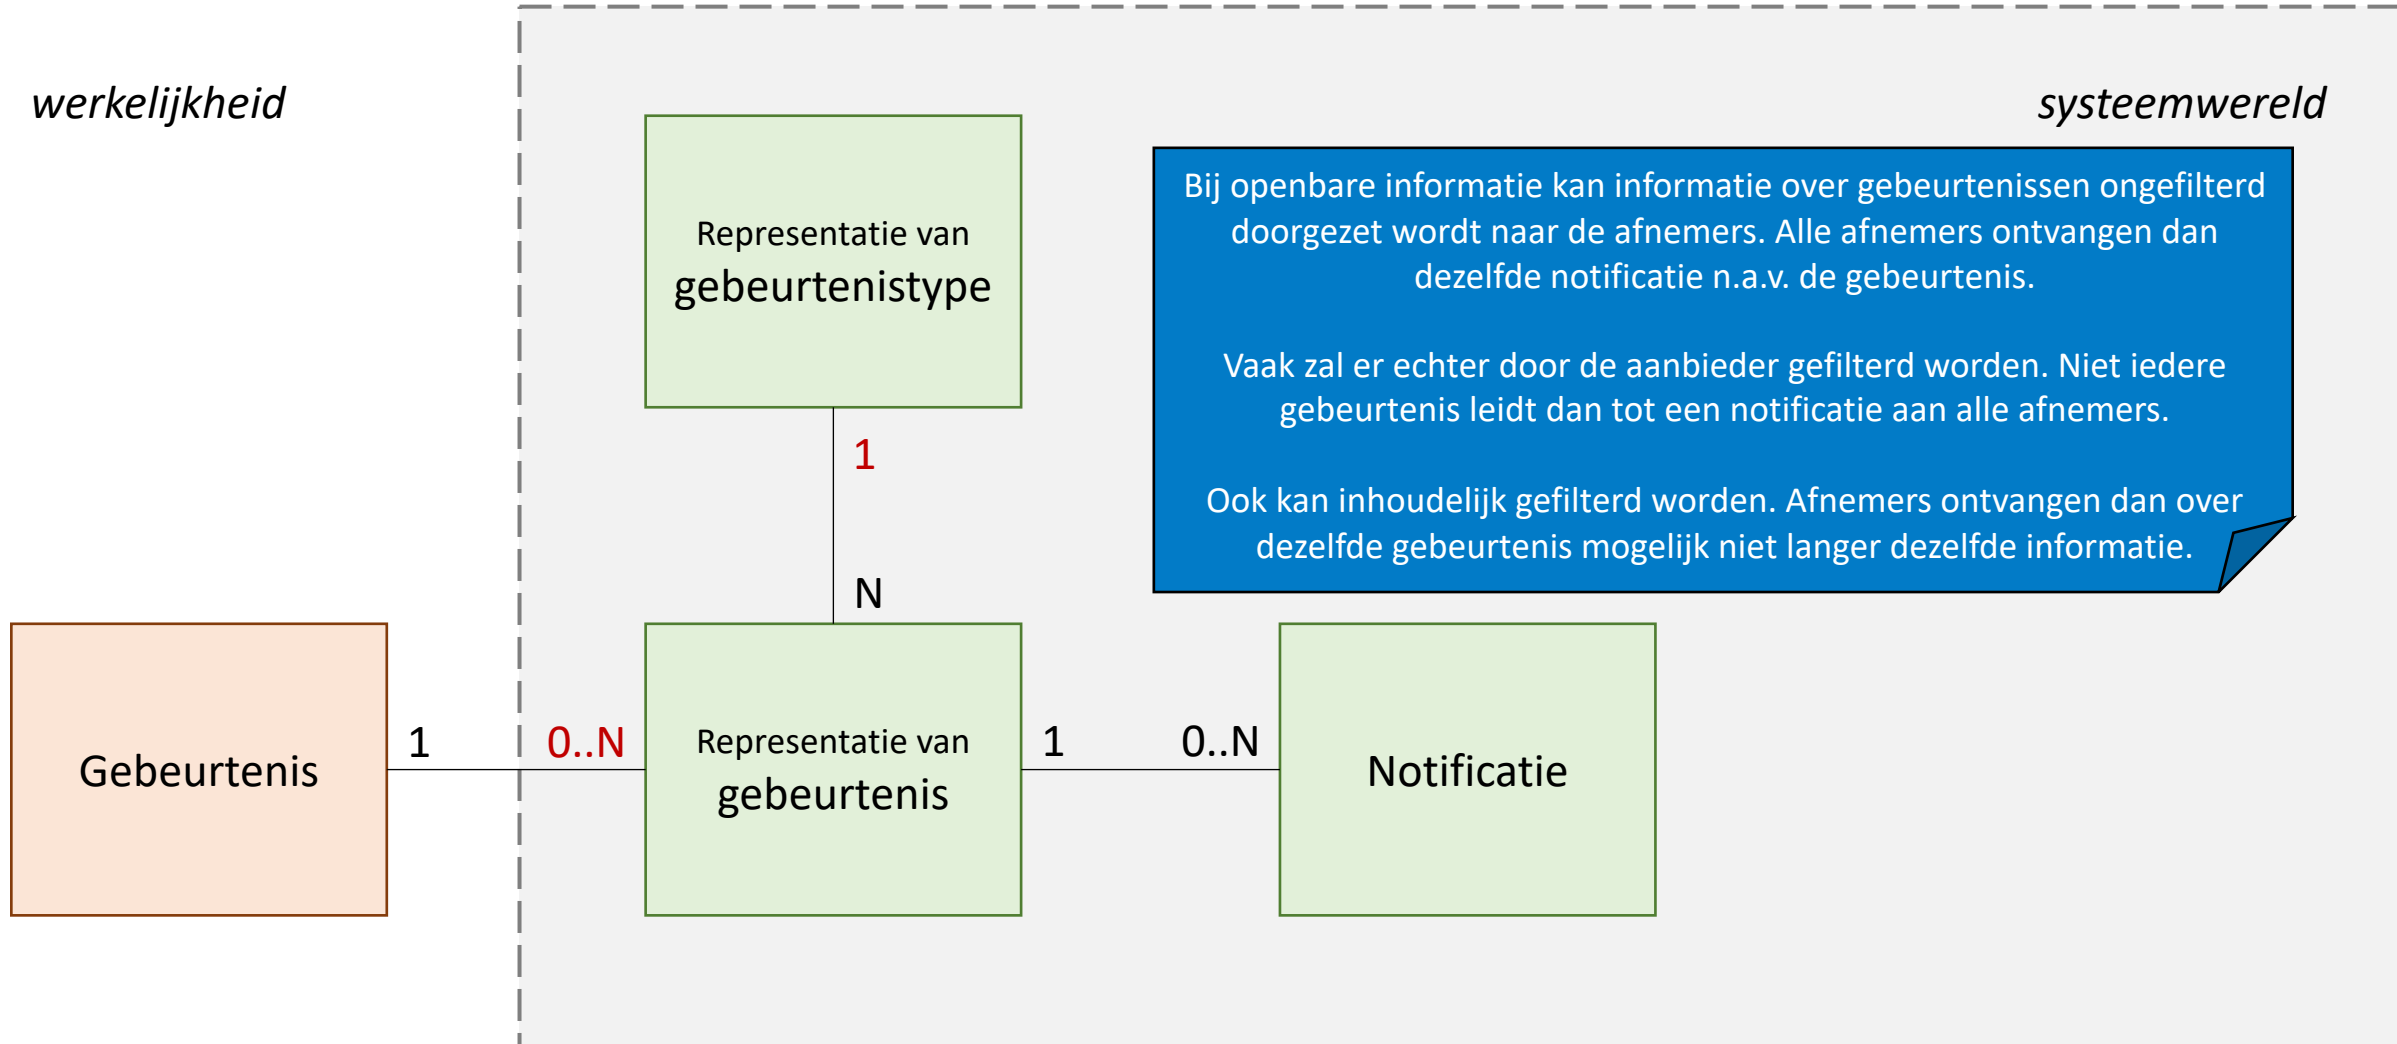 werkelijkheid
systeemwereld
Representatie van
gebeurtenistype
Bij openbare informatie kan informatie over gebeurtenissen ongefilterd
doorgezet wordt naar de afnemers. Alle afnemers ontvangen dan
dezelfde notificatie n.a.v. de gebeurtenis.
Vaak zal er echter door de aanbieder gefilterd worden. Niet iedere
gebeurtenis leidt dan tot een notificatie aan alle afnemers.
Ook kan inhoudelijk gefilterd worden. Afnemers ontvangen dan over
dezelfde gebeurtenis mogelijk niet langer dezelfde informatie.
1
N
Gebeurtenis
1
0..N
Representatie van
gebeurtenis
1
0..N
Notificatie